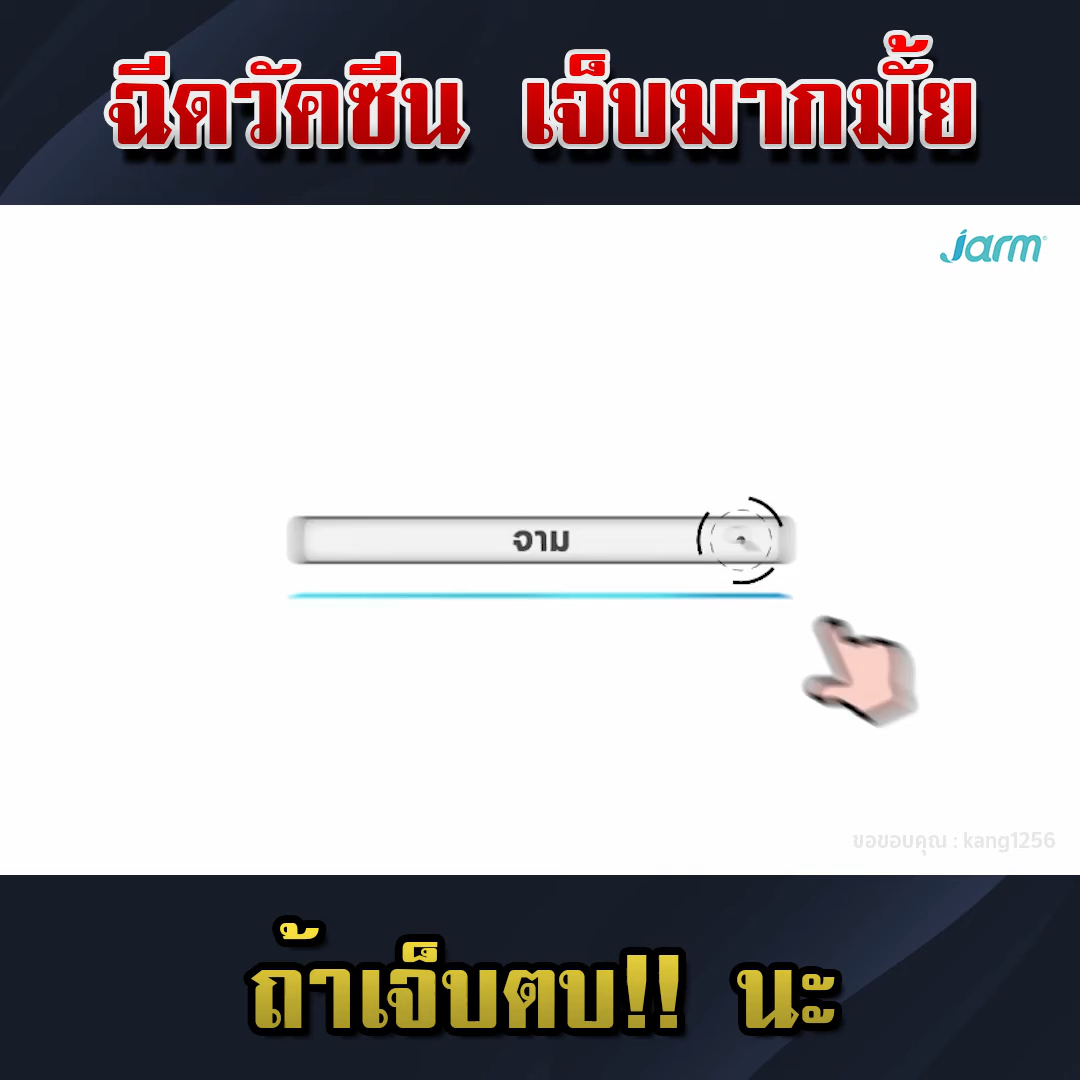 ฉีดวัคซีน เจ็บมากมั้ย
jarm
จาม
ขอขอบคุณ : kang1256
ถ้าเจ็บตบ!! นะ